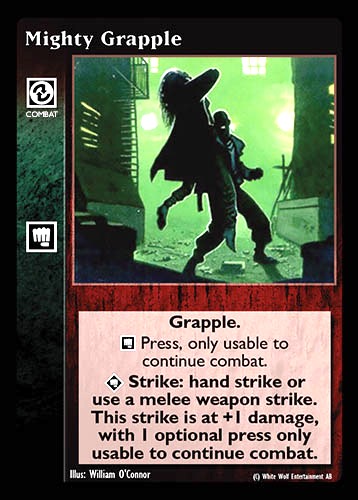 Mighty Grapple
COMBAT
Grapple.
Press, only usable to
continue combat.
Strike: hand strike or
use a melee weapon strike.
This strike is at +1 damage,
with 1 optional press only
usable to continue combat.
Illus: William O'Connor
(C) White Wolf Entertainment AB